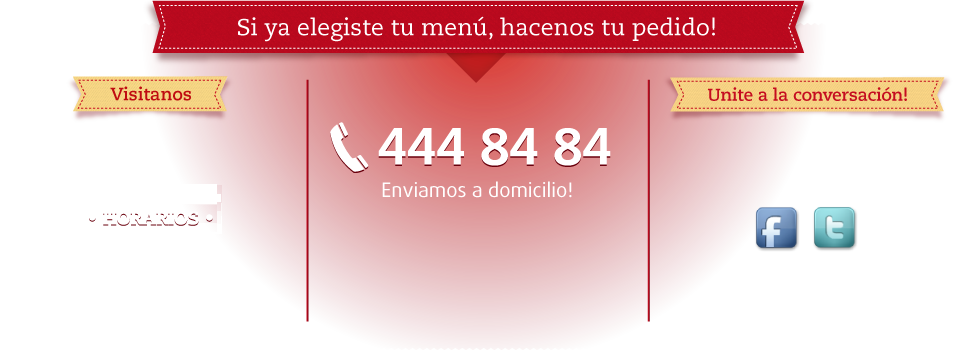 Si ya elegiste tu menú, hacenos tu pedido!
Visitanos
• HORARIOS •
444 84 84
Enviamos a domicilio!
Unite a la conversación!
f t